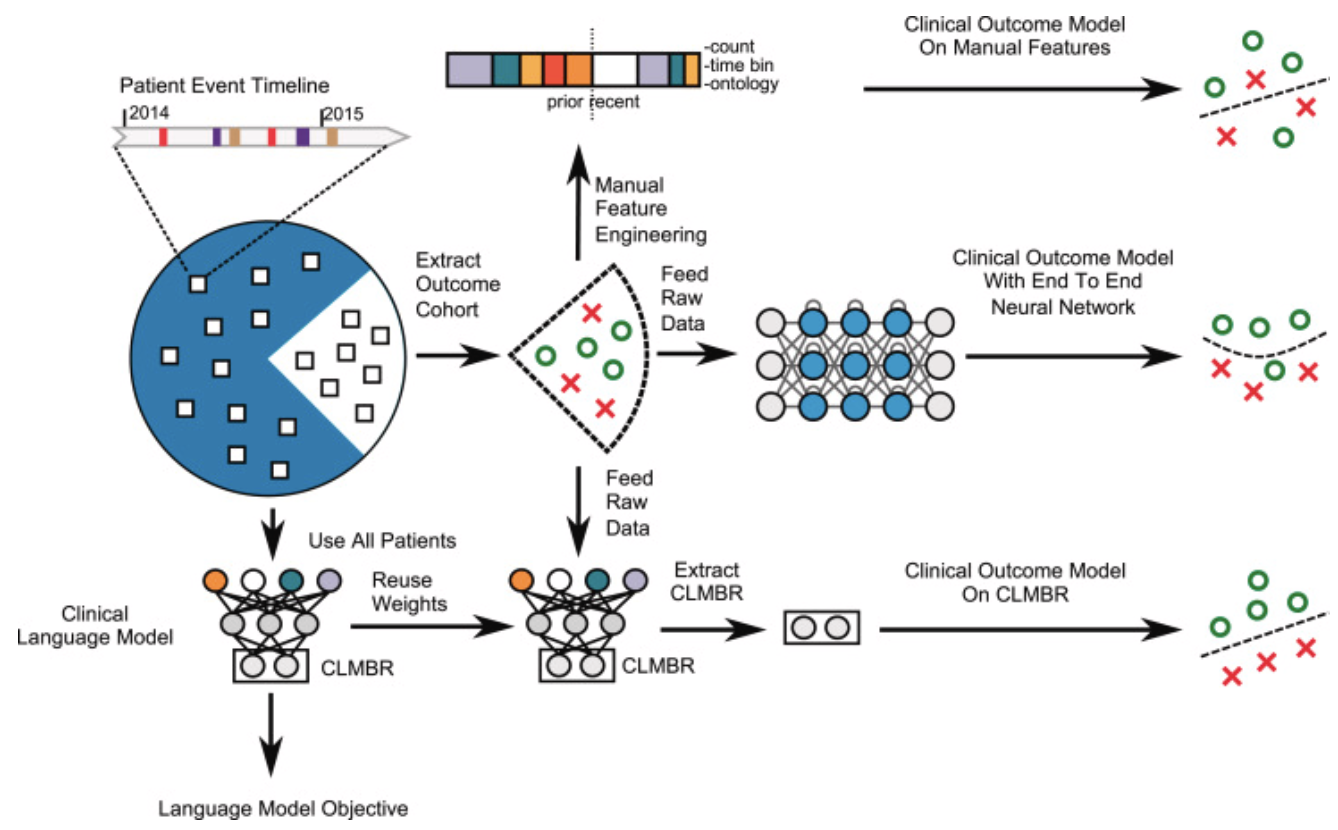 -count
-time bin
-ontology
prior recent
Clinical Outcome Model
On Manual Features
Patient Event Timeline
2014
2015
Manual
Feature
Engineering
Extract
Outcome
Cohort
Feed
Raw
Data
Clinical Outcome Model
With End To End
Neural Network
Feed
Raw
Data
Use All Patients
Clinical
Language Model
Reuse
Weights
CLMBR
CLMBR
Extract
CLMBR
Clinical Outcome Model
On CLMBR
Language Model Objective